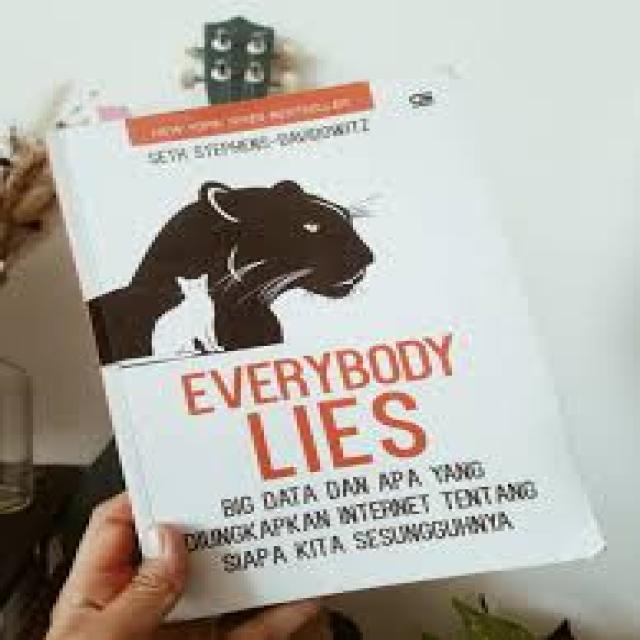 NEW YORK TIMES BESTSELLER
SETH STEPHENS-DAVIDOWITZ
EVERYBODY
LIES
BIG DATA DAN APA YANG
DIUNGKAPKAN INTERNET TENTANG
SIAPA KITA SESUNGGUHNYA